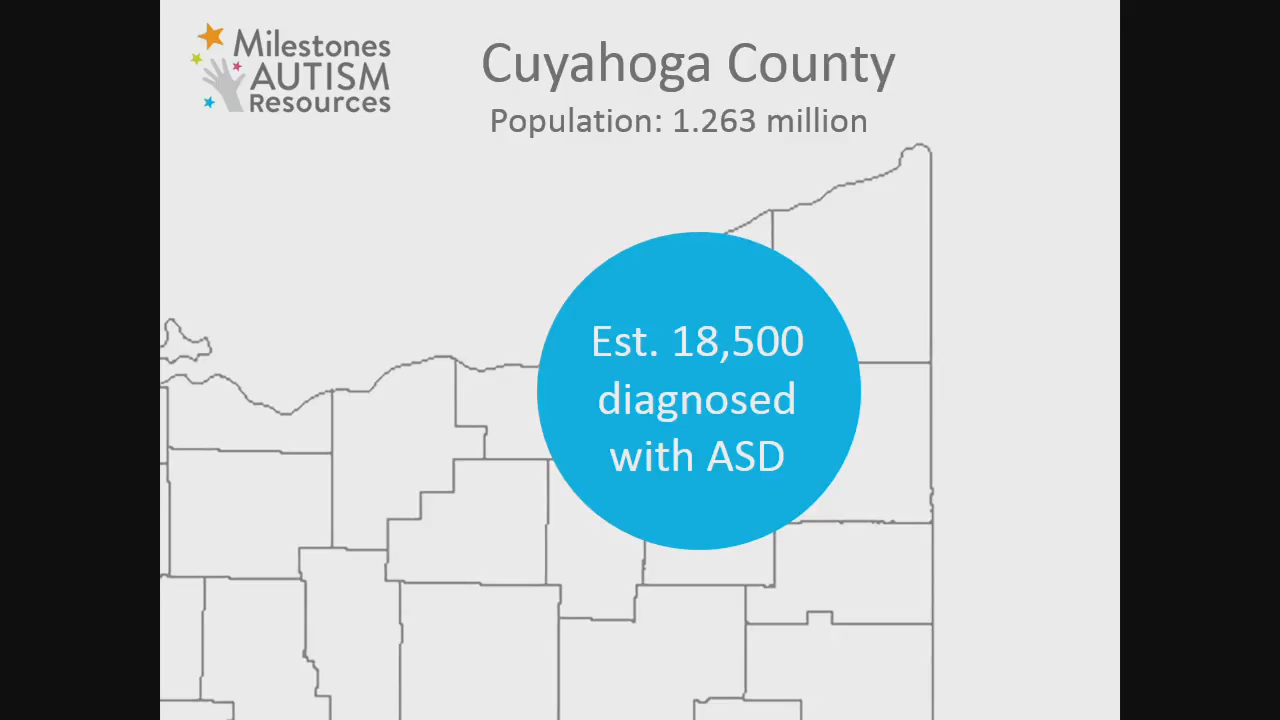 Milestones
AUTISM
Resources
Cuyahoga County
Population: 1.263 million
Est. 18,500
diagnosed
with ASD